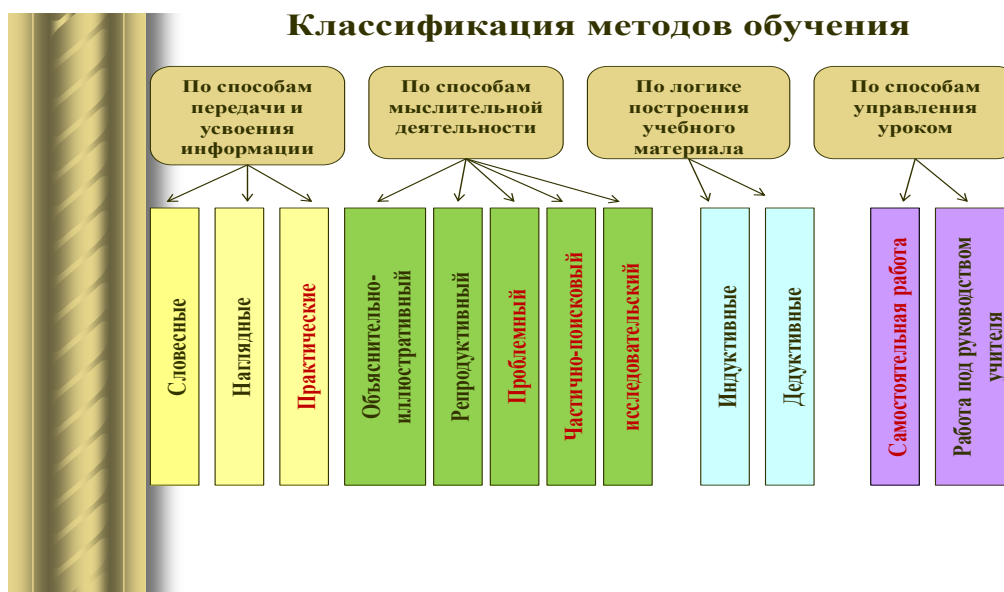 Классификация методов обучения
По способам
передачи и
усвоения
информации
По способам
мыслительной
деятельности
По логике
построения
учебного
материала
По способам
управления
уроком
Словесные
Наглядные
Практические
Объяснительно-
иллюстративный
Репродуктивный
Проблемный
Частично-поисковый
исследовательский
Индуктивные
Дедуктивные
Самостоятельная работа
Работа под руководством
учителя